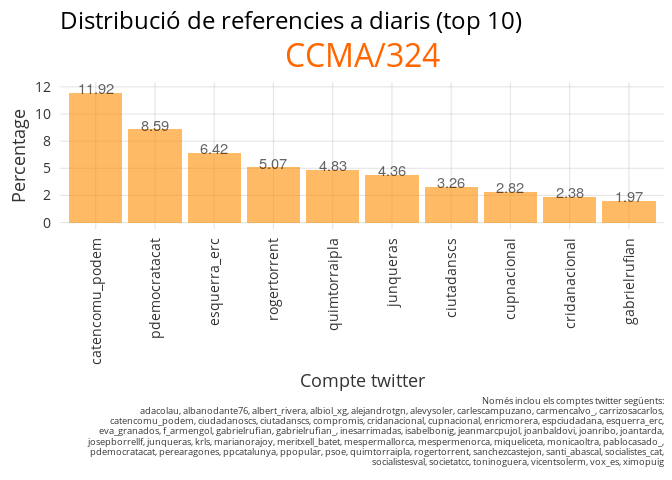 Distribució de referencies a diaris (top 10)
CCMA/324
Percentage
12
10
8
5
2
0
11.92
8.59
6.42
5.07
4.83
4.36
3.26
2.82
2.38
1.97
catencomu_podem
pdemocratacat
esquerra_erc
rogertorrent
quimtorraipla
junqueras
ciutadanscs
cupnacional
cridanacional
gabrielrufian
Compte twitter
Només inclou els comptes twitter següents:
adacolau, albanodante76, albert_rivera, albiol_xg, alejandrotgn, alevysoler, carlescampuzano, carmencalvo_, carrizosacarlos,
catencomu_podem, ciudadanoscs, ciutadanscs, compromis, cridanacional, cupnacional, enricmorera, espciudadana, esquerra_erc,
eva_granados, f_armengol, gabrielrufian, gabrielrufian_, inesarrimadas, isabelbonig, jeanmarcpujol, joanbaldovi, joanribo, joantarda,
josepborrellf, junqueras, krls, marianorajoy, meritxell_batet, mespermallorca, mespermenorca, miqueliceta, monicaoltra, pablocasado_,
pdemocratacat, perearagones, ppcatalunya, ppopular, psoe, quimtorraipla, rogertorrent, sanchezcastejon, santi_abascal, socialistes_cat,
socialistesval, societatcc, toninoguera, vicentsolerm, vox_es, ximopuig